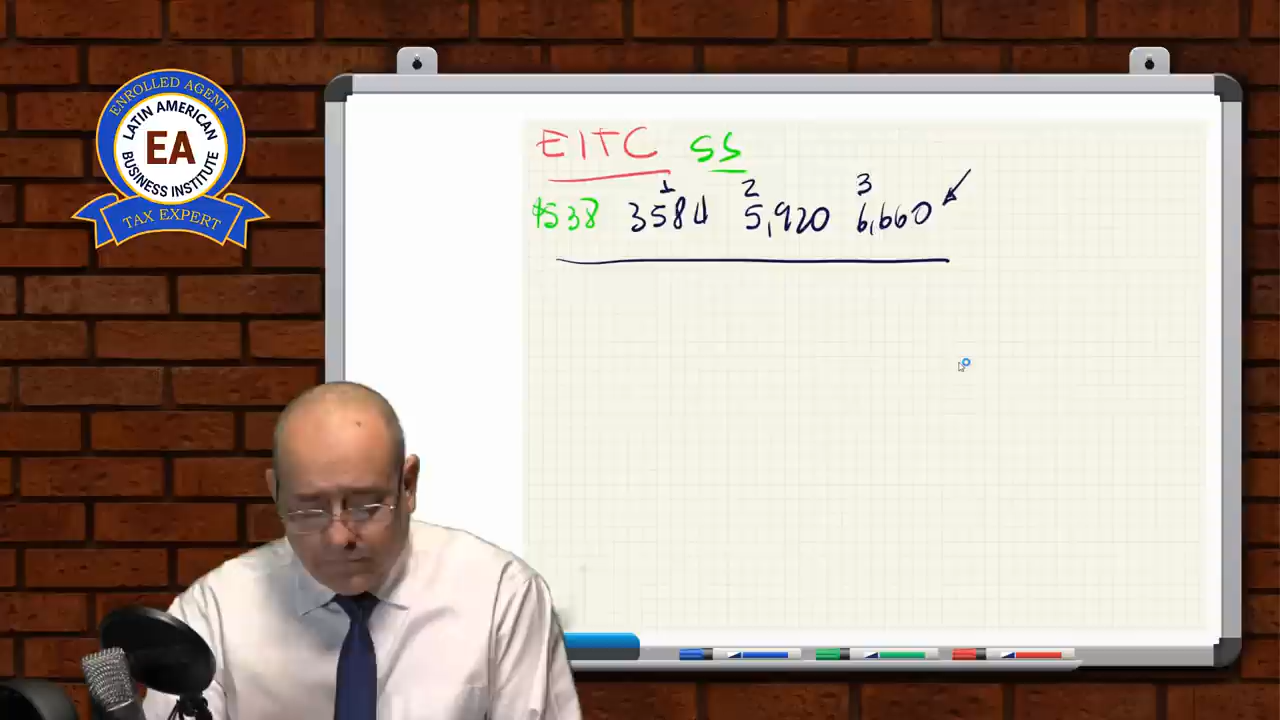 ENROLLED AGENT
LATIN AMERICAN
EA
BUSINESS INSTITUTE
TAX EXPERT
EITC SS
1 2 3
$538 3584 5,920 6,660